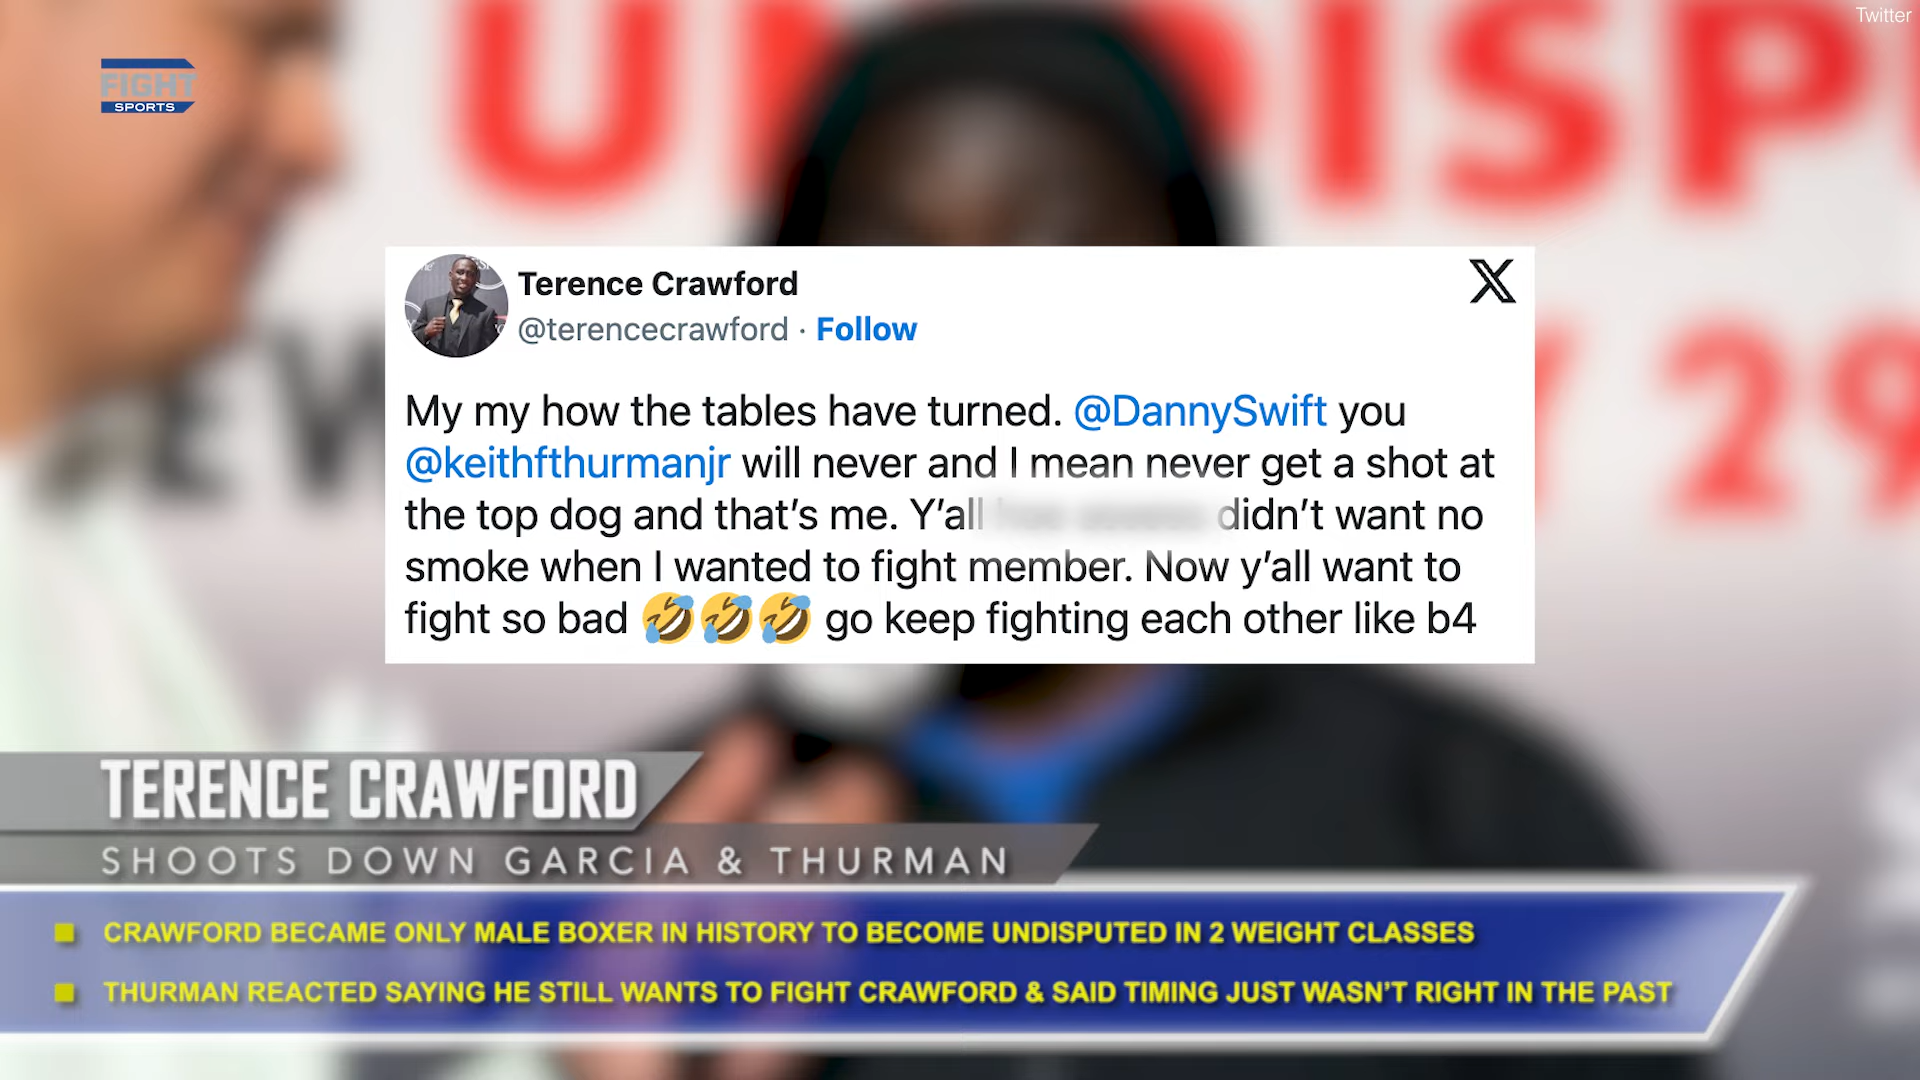 Twitter
FIGHT
SPORTS
Terence Crawford
@terencecrawford · Follow
My my how the tables have turned. @DannySwift you
@keithfthurmanjr will never and I mean never get a shot at
the top dog and that's me. Y'all didn't want no
smoke when I wanted to fight member. Now y'all want to
fight so bad 🤣🤣🤣 go keep fighting each other like b4
TERENCE CRAWFORD
SHOOTS DOWN GARCIA & THURMAN
CRAWFORD BECAME ONLY MALE BOXER IN HISTORY TO BECOME UNDISPUTED IN 2 WEIGHT CLASSES
THURMAN REACTED SAYING HE STILL WANTS TO FIGHT CRAWFORD & SAID TIMING JUST WASN'T RIGHT IN THE PAST